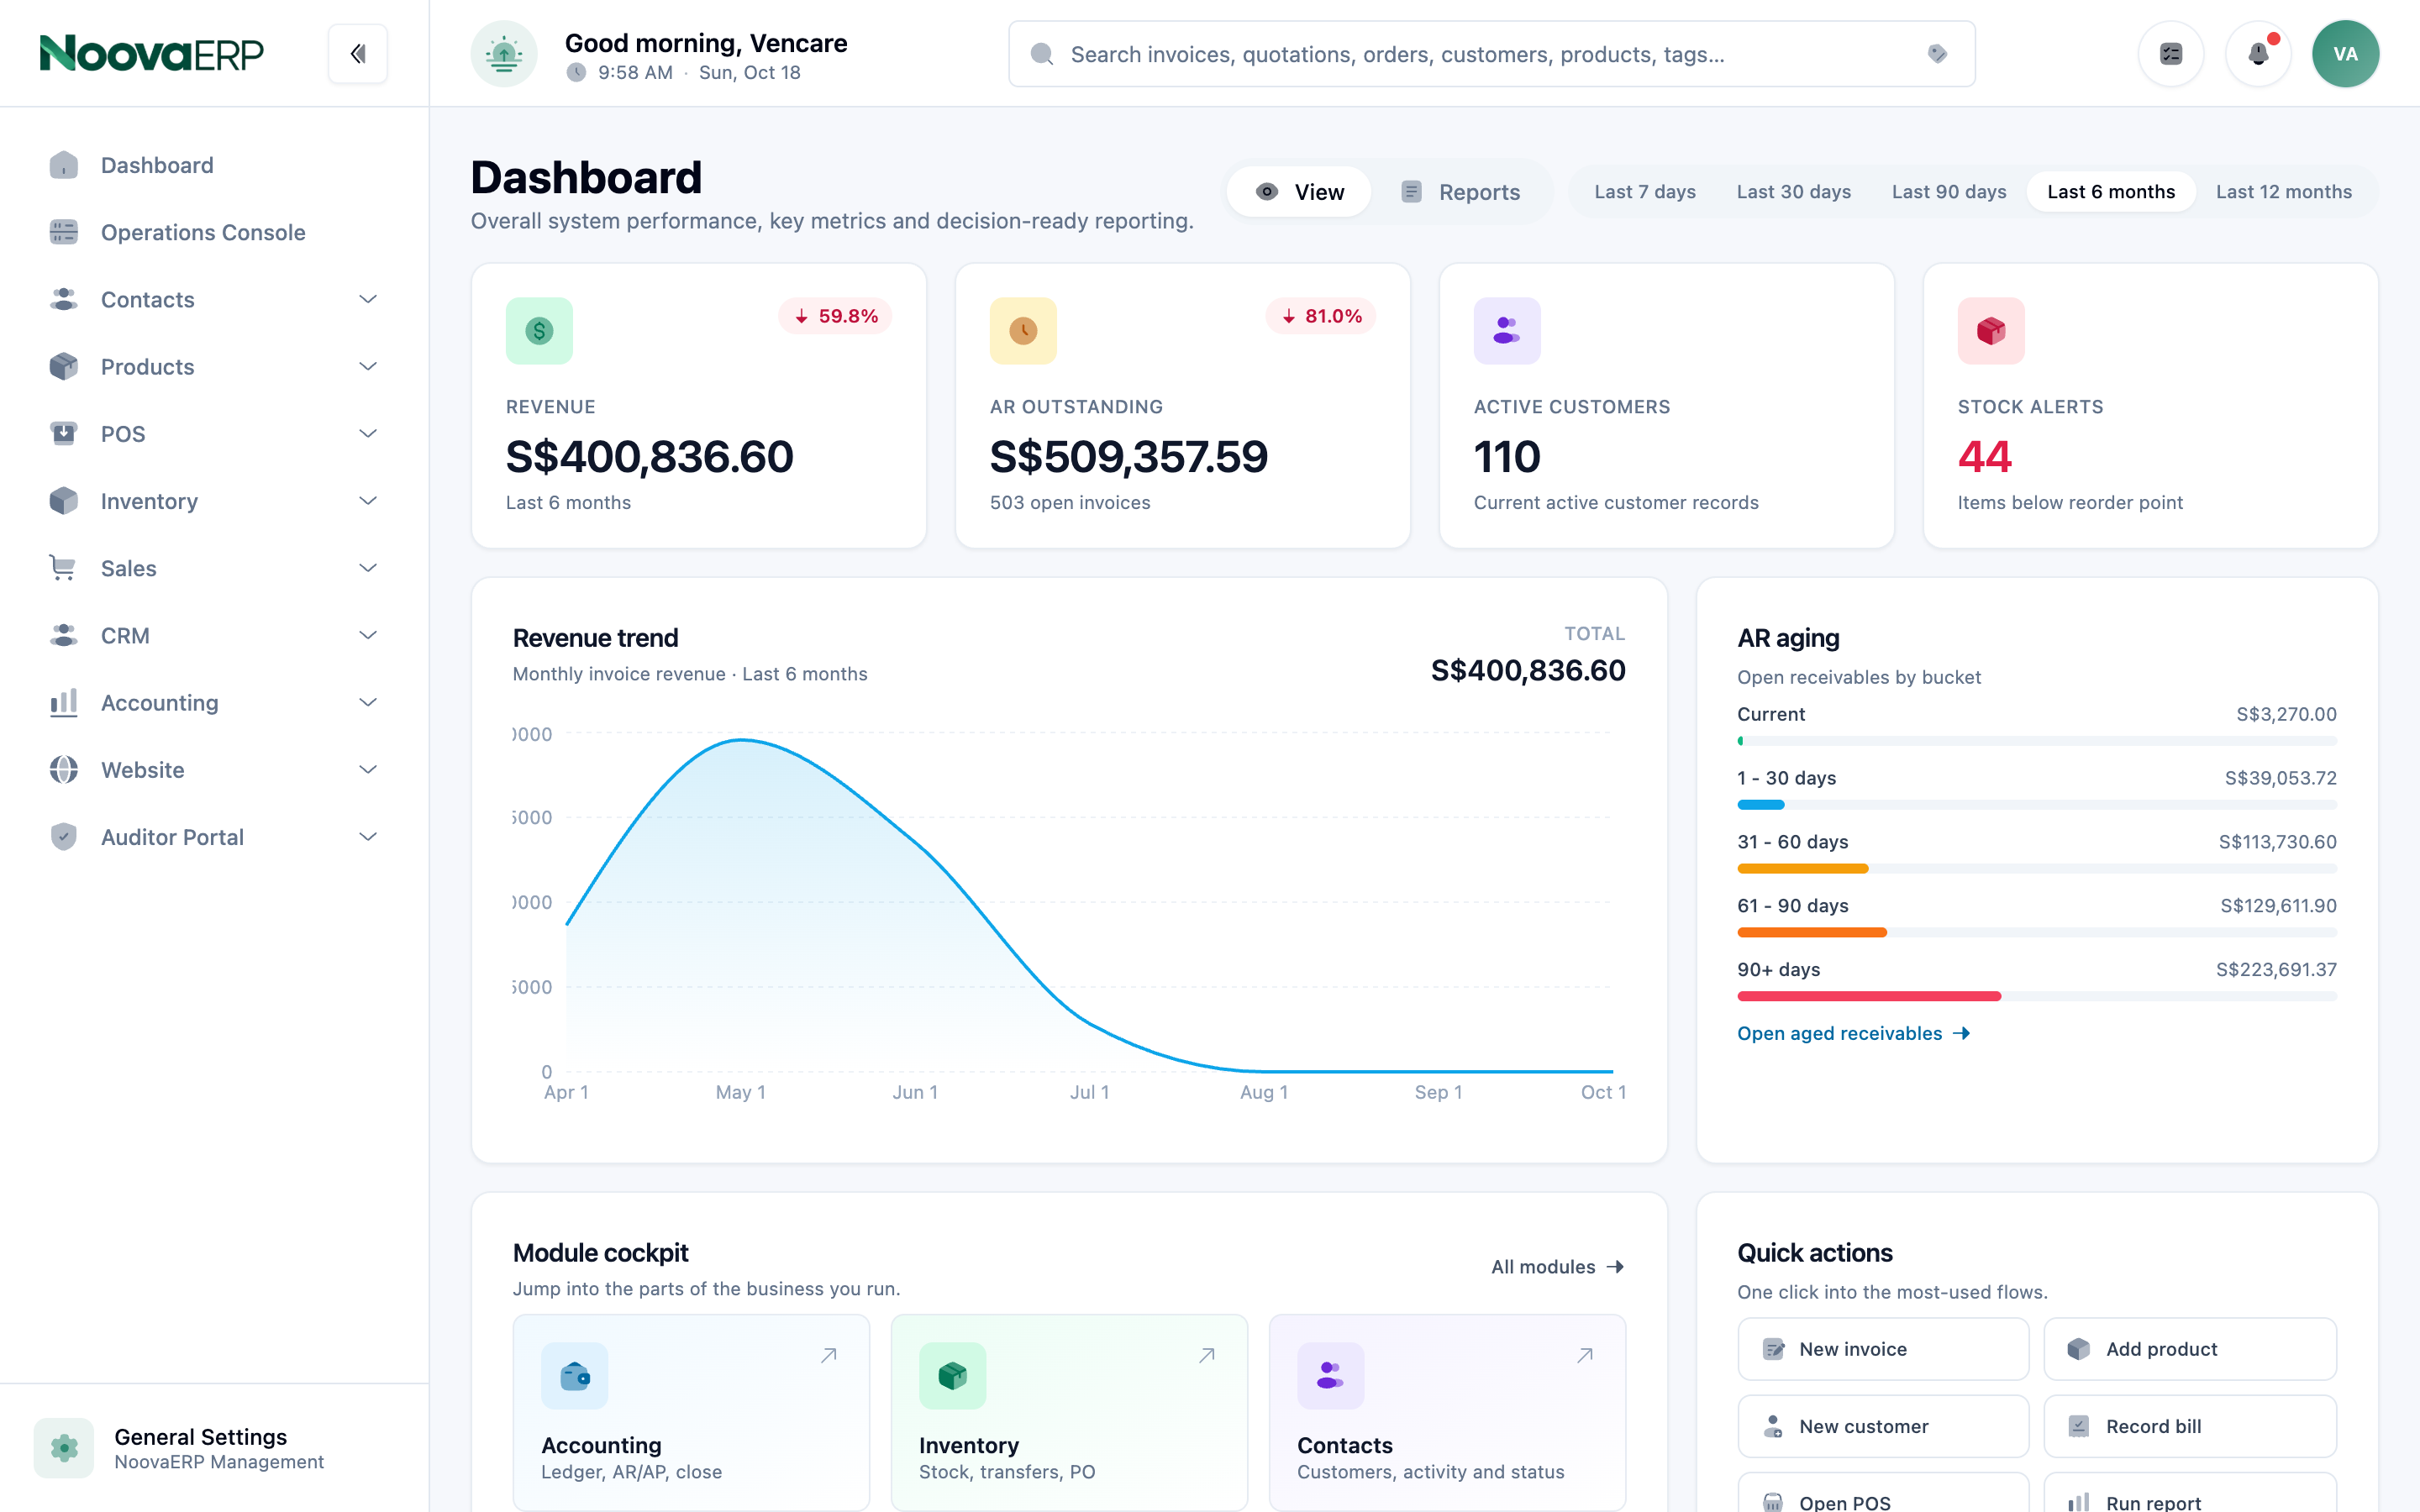 NoovaERP
Good morning, Vencare
9:58 AM · Sun, Oct 18
Search invoices, quotations, orders, customers, products, tags...
VA
Dashboard
Operations Console
Contacts
Products
POS
Inventory
Sales
CRM
Accounting
Website
Auditor Portal
General Settings
NoovaERP Management
Dashboard
Overall system performance, key metrics and decision-ready reporting.
View
Reports
Last 7 days
Last 30 days
Last 90 days
Last 6 months
Last 12 months
59.8%
REVENUE
S$400,836.60
Last 6 months
81.0%
AR OUTSTANDING
S$509,357.59
503 open invoices
ACTIVE CUSTOMERS
110
Current active customer records
STOCK ALERTS
44
Items below reorder point
Revenue trend
Monthly invoice revenue · Last 6 months
TOTAL
S$400,836.60
0000
5000
0000
5000
0
Apr 1
May 1
Jun 1
Jul 1
Aug 1
Sep 1
Oct 1
AR aging
Open receivables by bucket
Current
S$3,270.00
1 - 30 days
S$39,053.72
31 - 60 days
S$113,730.60
61 - 90 days
S$129,611.90
90+ days
S$223,691.37
Open aged receivables
Module cockpit
Jump into the parts of the business you run.
All modules
Accounting
Ledger, AR/AP, close
Inventory
Stock, transfers, PO
Contacts
Customers, activity and status
Quick actions
One click into the most-used flows.
New invoice
Add product
New customer
Record bill
Open POS
Run report